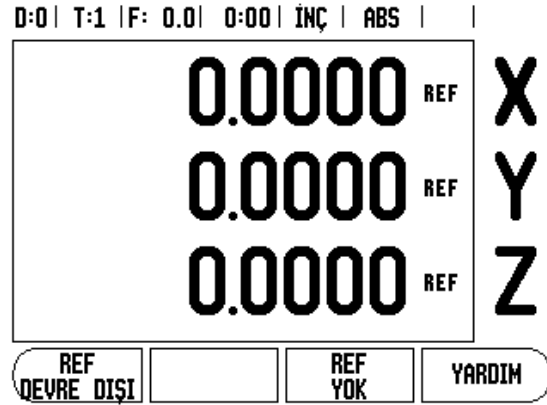 D:0 | T:1 | F: 0.0 | 0:00 | İNÇ | ABS | |
0.0000 REF X
0.0000 REF Y
0.0000 REF Z
REF DEVRE DIŞI
REF YOK
YARDIM